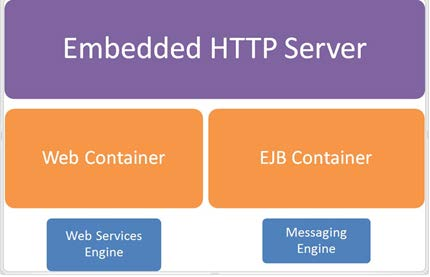 Embedded HTTP Server
Web Container
EJB Container
Web Services
Engine
Messaging
Engine